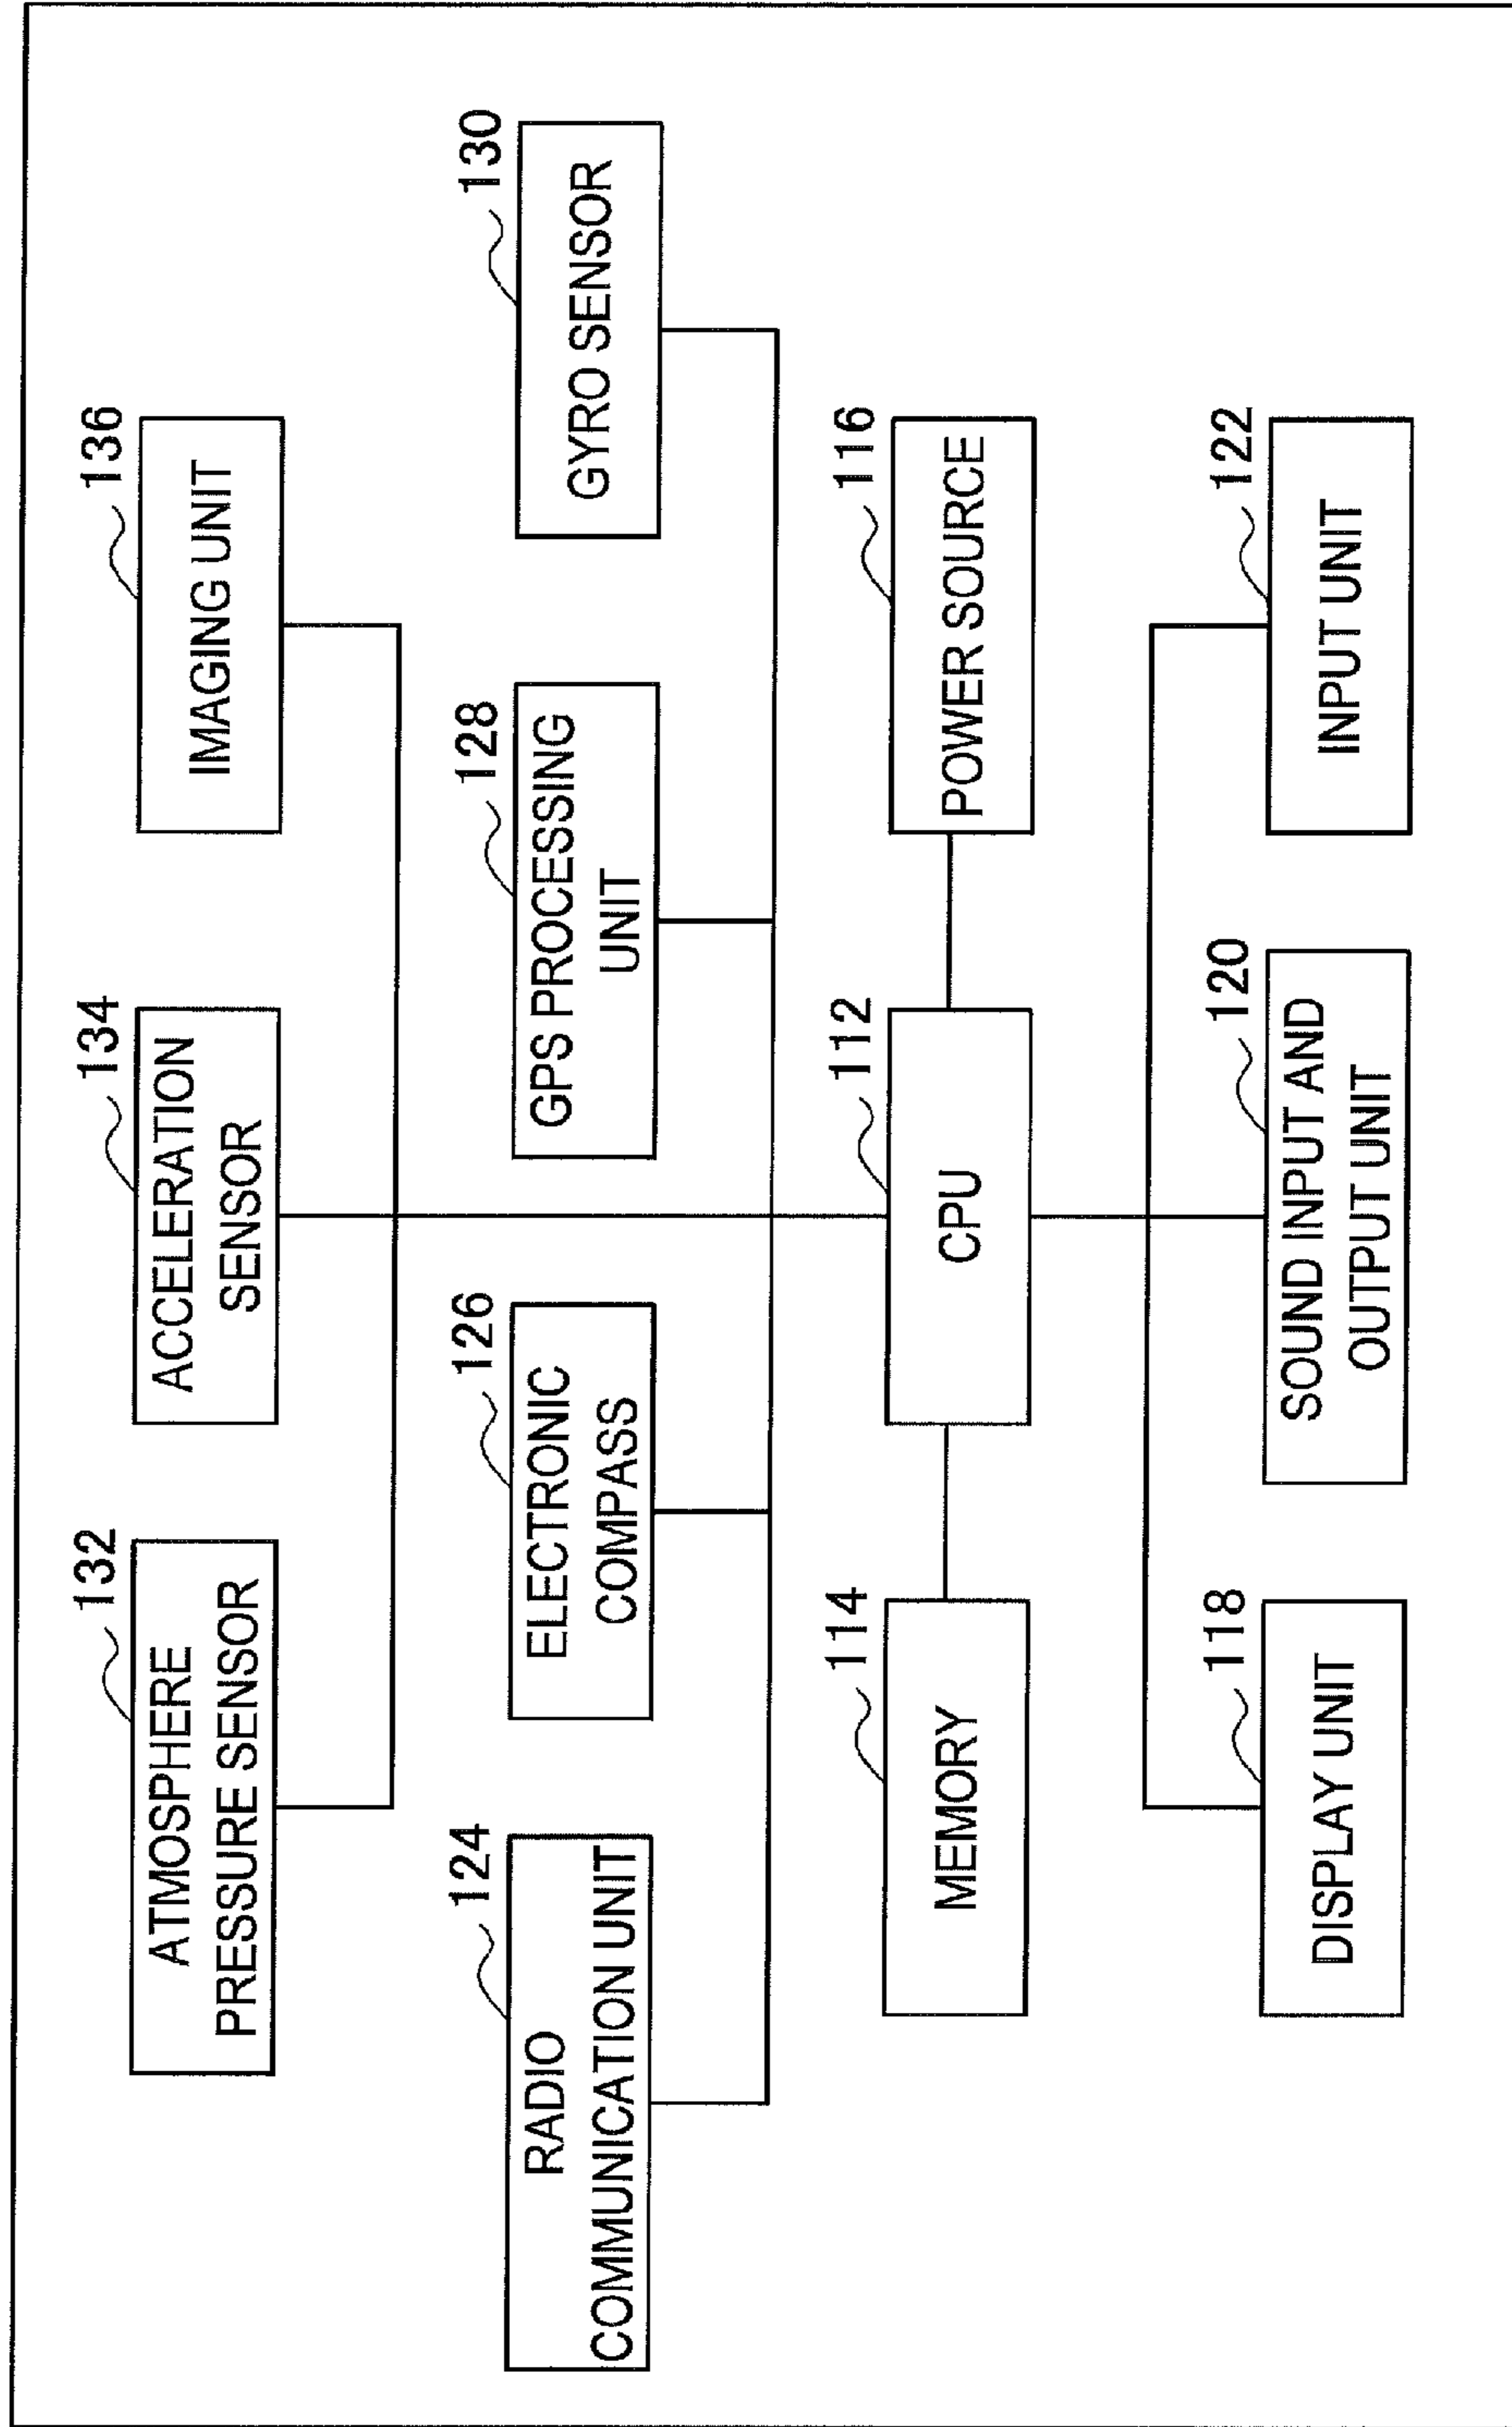 132
ATMOSPHERE
PRESSURE SENSOR
134
ACCELERATION
SENSOR
136
IMAGING UNIT
124
RADIO
COMMUNICATION UNIT
126
ELECTRONIC
COMPASS
128
GPS PROCESSING
UNIT
130
GYRO SENSOR
114
MEMORY
112
CPU
116
POWER SOURCE
118
DISPLAY UNIT
120
SOUND INPUT AND
OUTPUT UNIT
122
INPUT UNIT